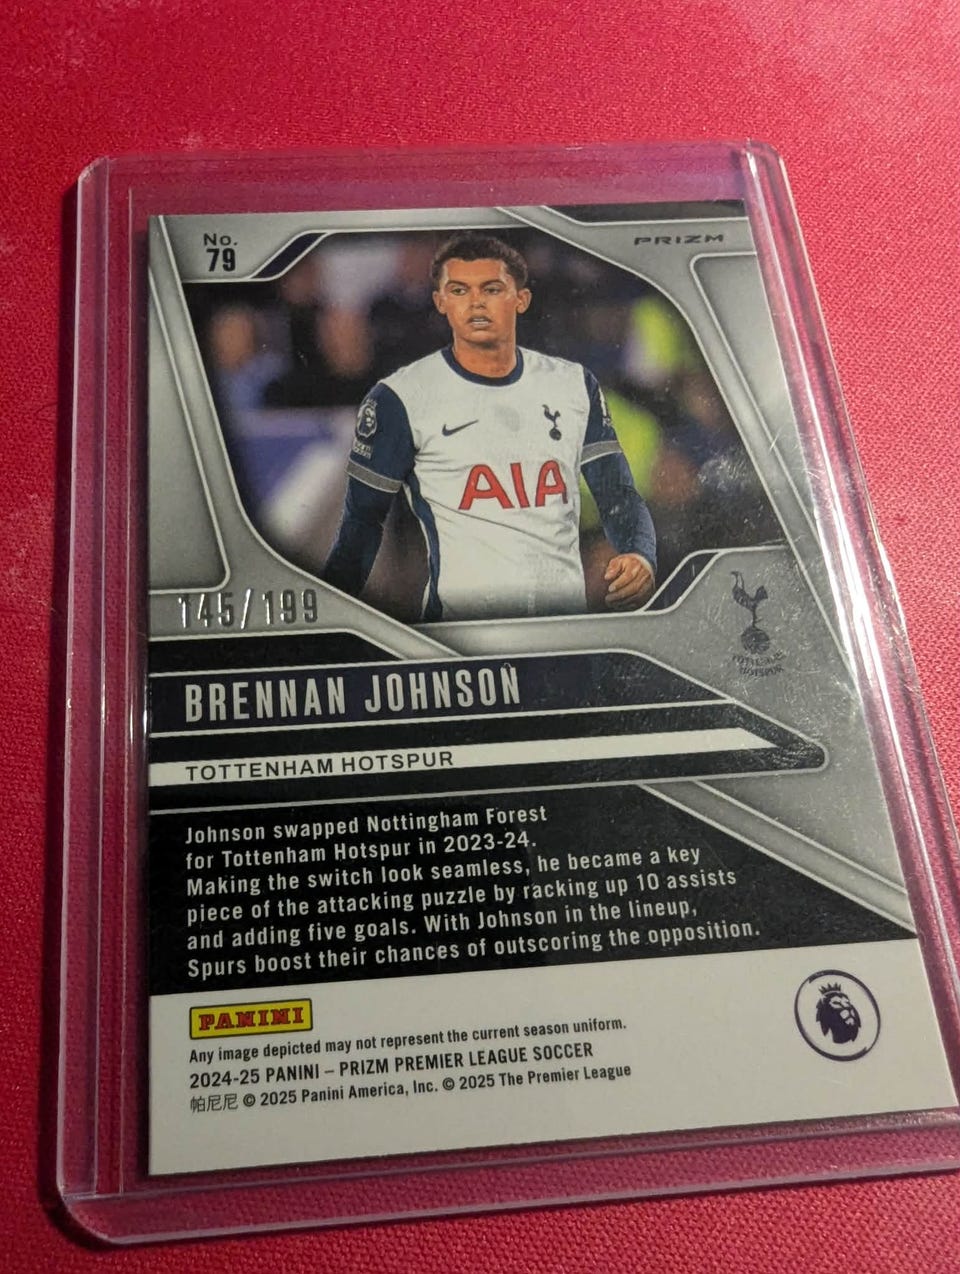 No.
79
PRIZM
AIA
145/199
TOTTENHAM
HOTSPUR
BRENNAN JOHNSON
TOTTENHAM HOTSPUR
Johnson swapped Nottingham Forest
for Tottenham Hotspur in 2023-24.
Making the switch look seamless, he became a key
piece of the attacking puzzle by racking up 10 assists
and adding five goals. With Johnson in the lineup,
Spurs boost their chances of outscoring the opposition.
PANINI
Any image depicted may not represent the current season uniform.
2024-25 PANINI – PRIZM PREMIER LEAGUE SOCCER
帕尼尼 © 2025 Panini America, Inc. © 2025 The Premier League